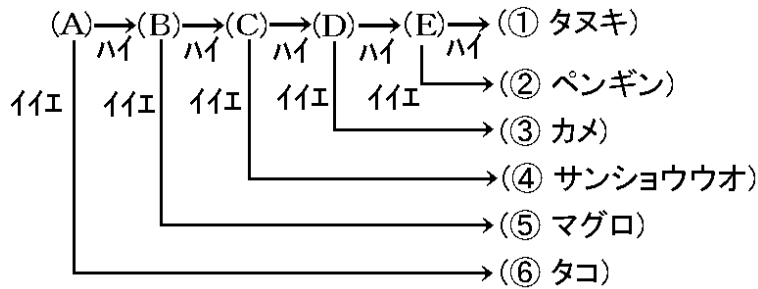 (A) (B) (C) (D) (E) (① タヌキ)
ハイ ハイ ハイ ハイ ハイ
(② ペンギン)
イイエ イイエ イイエ イイエ イイエ
(③ カメ)
(④ サンショウウオ)
(⑤ マグロ)
(⑥ タコ)